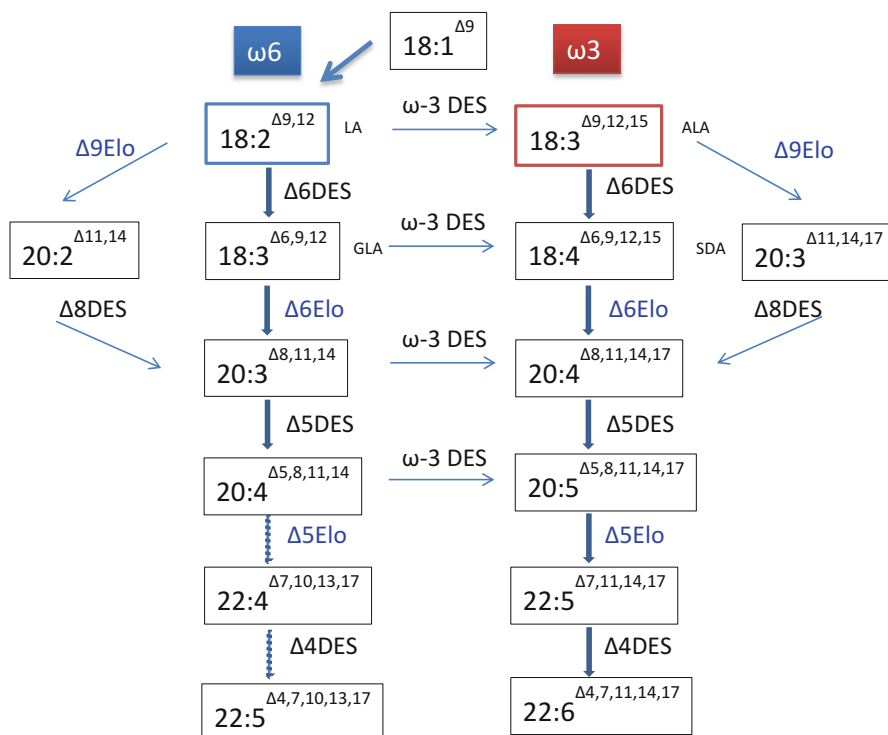 ω6
18:1Δ9
ω3
18:2Δ9,12
LA
ω-3 DES
18:3Δ9,12,15
ALA
Δ9Elo
Δ9Elo
Δ6DES
Δ6DES
20:2Δ11,14
18:3Δ6,9,12
GLA
ω-3 DES
18:4Δ6,9,12,15
SDA
20:3Δ11,14,17
Δ8DES
Δ6Elo
Δ6Elo
Δ8DES
20:3Δ8,11,14
ω-3 DES
20:4Δ8,11,14,17
Δ5DES
Δ5DES
20:4Δ5,8,11,14
ω-3 DES
20:5Δ5,8,11,14,17
Δ5Elo
Δ5Elo
22:4Δ7,10,13,17
22:5Δ7,11,14,17
Δ4DES
Δ4DES
22:5Δ4,7,10,13,17
22:6Δ4,7,11,14,17